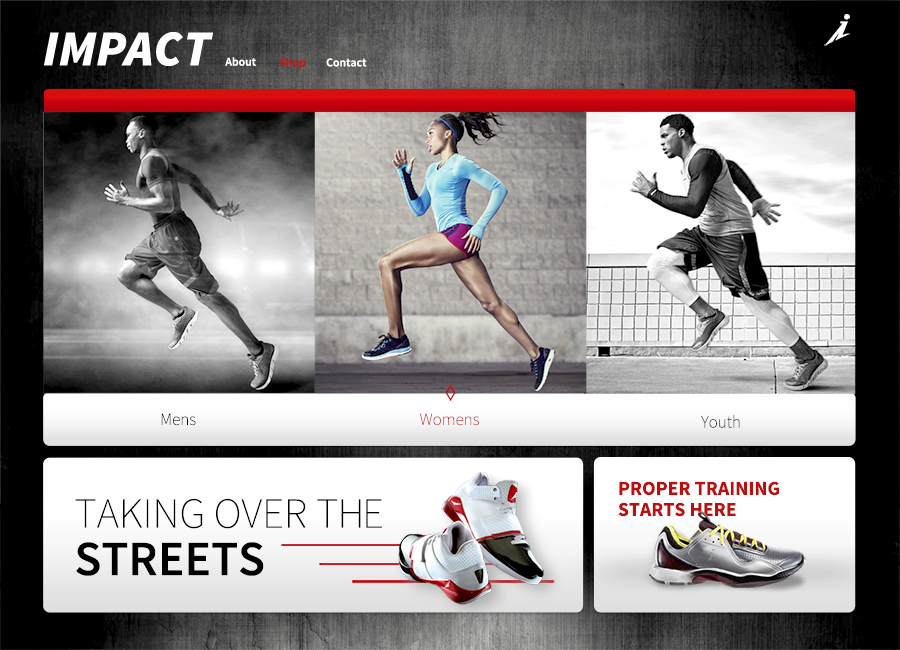 IMPACT
About Shop Contact
Mens Womens Youth
TAKING OVER THE
STREETS
PROPER TRAINING
STARTS HERE